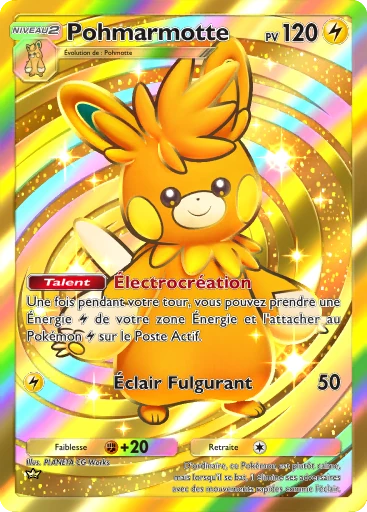 NIVEAU 2 Pohmarmotte PV 120
Évolution de : Pohmotte
Talent Électrocréation
Une fois pendant votre tour, vous pouvez prendre une
Énergie de votre zone Énergie et l'attacher au
Pokémon sur le Poste Actif.
Éclair Fulgurant 50
Faiblesse +20 Retraite
Illus. PLANETA CG Works
D'ordinaire, ce Pokémon est plutôt calme,
mais lorsqu'il se bat, il élimine ses adversaires
avec des mouvements rapides comme l'éclair.